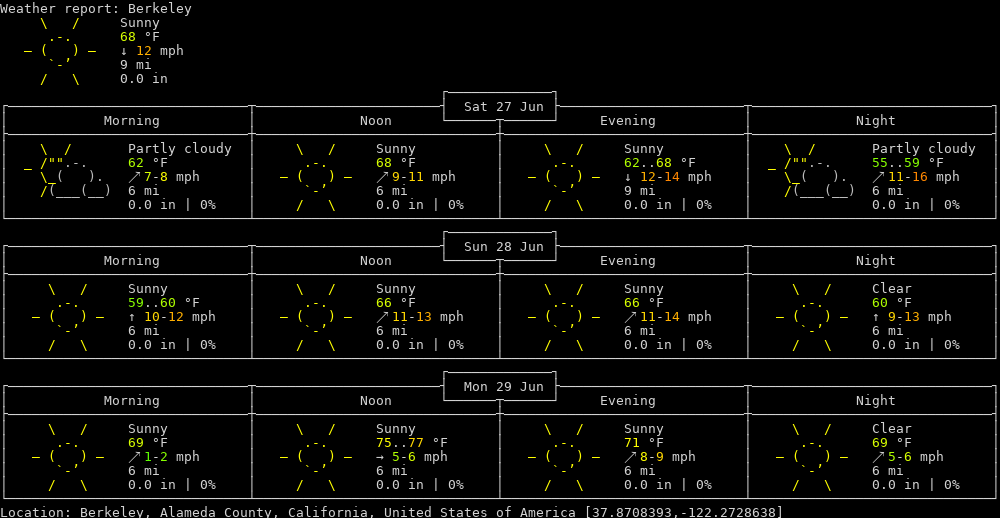 Weather report: Berkeley
Sunny
68 °F
↓ 12 mph
9 mi
0.0 in
Sat 27 Jun
Morning Noon Evening Night
Partly cloudy Sunny Sunny Partly cloudy
62 °F 68 °F 62..68 °F 55..59 °F
↗ 7-8 mph ↗ 9-11 mph ↓ 12-14 mph ↗ 11-16 mph
6 mi 6 mi 9 mi 6 mi
0.0 in | 0% 0.0 in | 0% 0.0 in | 0% 0.0 in | 0%
Sun 28 Jun
Morning Noon Evening Night
Sunny Sunny Sunny Clear
59..60 °F 66 °F 66 °F 60 °F
↑ 10-12 mph ↗ 11-13 mph ↗ 11-14 mph ↑ 9-13 mph
6 mi 6 mi 6 mi 6 mi
0.0 in | 0% 0.0 in | 0% 0.0 in | 0% 0.0 in | 0%
Mon 29 Jun
Morning Noon Evening Night
Sunny Sunny Sunny Clear
69 °F 75..77 °F 71 °F 69 °F
↗ 1-2 mph → 5-6 mph ↗ 8-9 mph ↗ 5-6 mph
6 mi 6 mi 6 mi 6 mi
0.0 in | 0% 0.0 in | 0% 0.0 in | 0% 0.0 in | 0%
Location: Berkeley, Alameda County, California, United States of America [37.8708393,-122.2728638]